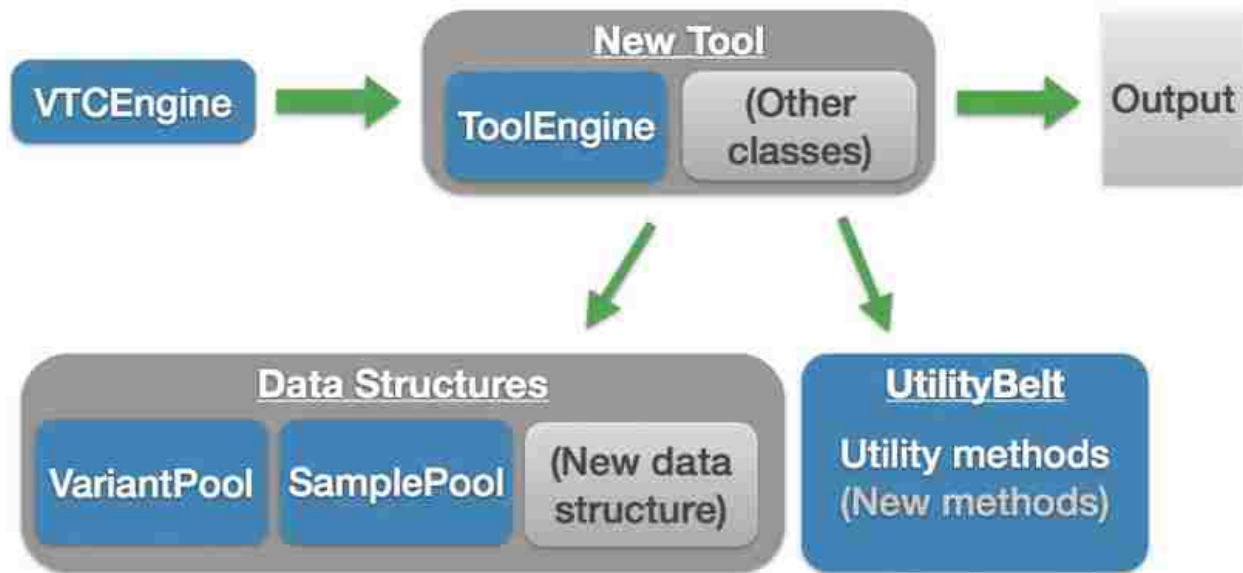 New Tool
VTCEngine
ToolEngine
(Other
classes)
Output
Data Structures
VariantPool
SamplePool
(New data
structure)
UtilityBelt
Utility methods
(New methods)